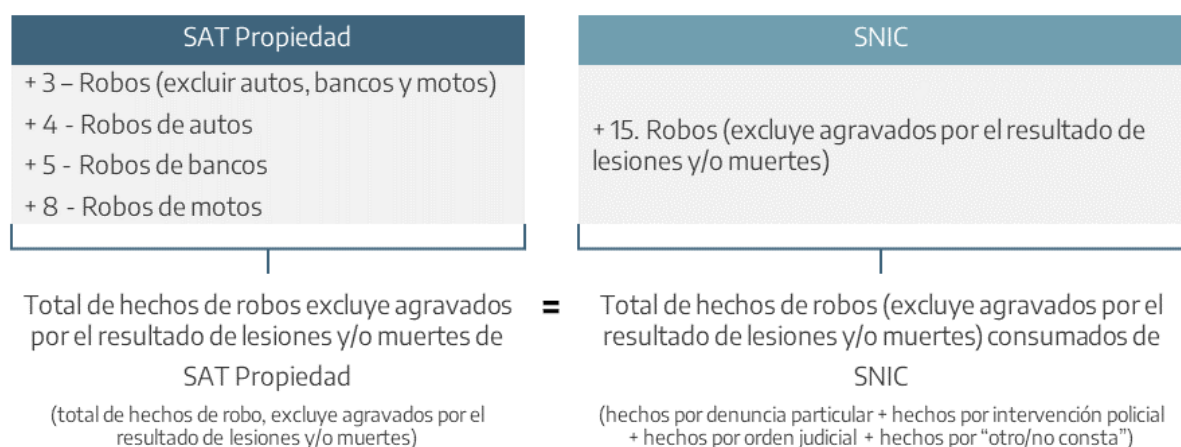 SAT Propiedad
+ 3 – Robos (excluir autos, bancos y motos)
+ 4 - Robos de autos
+ 5 - Robos de bancos
+ 8 - Robos de motos
SNIC
+ 15. Robos (excluye agravados por el resultado de
lesiones y/o muertes)
Total de hechos de robos excluye agravados
por el resultado de lesiones y/o muertes de
SAT Propiedad
(total de hechos de robo, excluye agravados por el
resultado de lesiones y/o muertes)
=
Total de hechos de robos (excluye agravados por el
resultado de lesiones y/o muertes) consumados de
SNIC
(hechos por denuncia particular + hechos por intervención policial
+ hechos por orden judicial + hechos por “otro/no consta”)